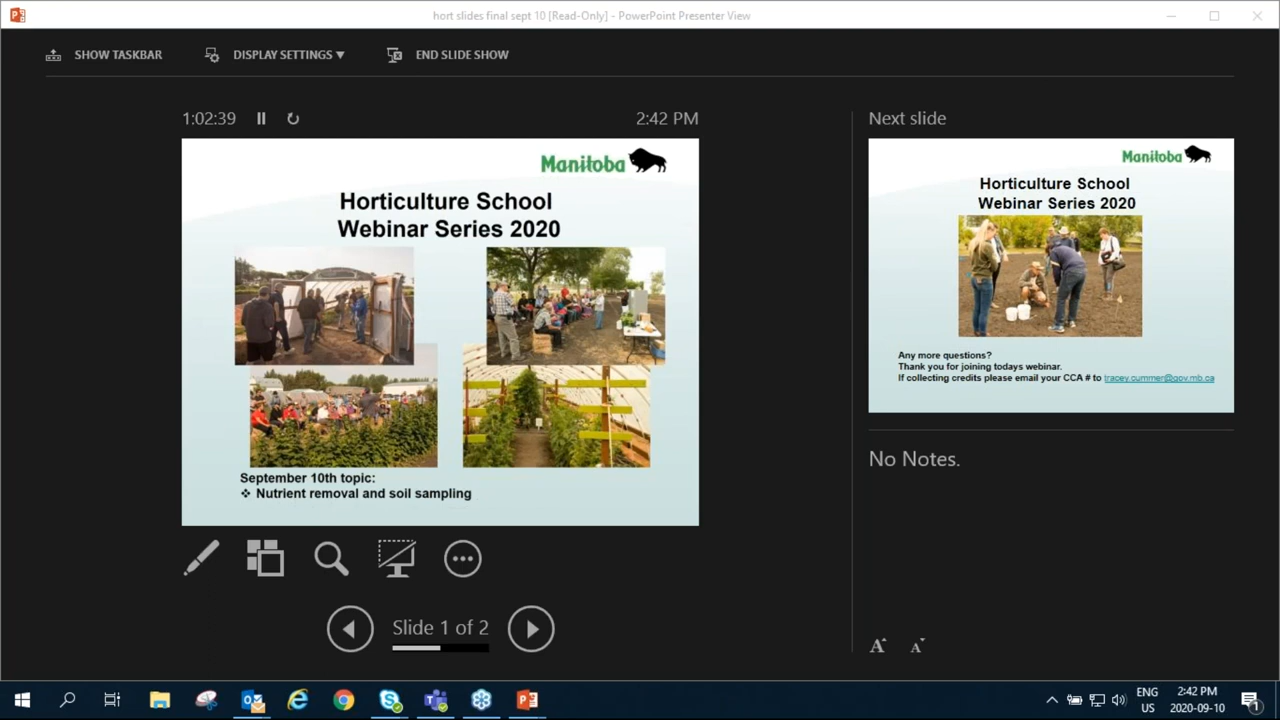 hort slides final sept 10 [Read-Only] - PowerPoint Presenter View
SHOW TASKBAR
DISPLAY SETTINGS ▼
END SLIDE SHOW
1:02:39
2:42 PM
Manitoba
Horticulture School
Webinar Series 2020
September 10th topic:
❖ Nutrient removal and soil sampling
Slide 1 of 2
Next slide
Manitoba
Horticulture School
Webinar Series 2020
Any more questions?
Thank you for joining todays webinar.
If collecting credits please email your CCA # to tracey.cummer@gov.mb.ca
No Notes.
A A
ENG
US
2:42 PM
2020-09-10
1